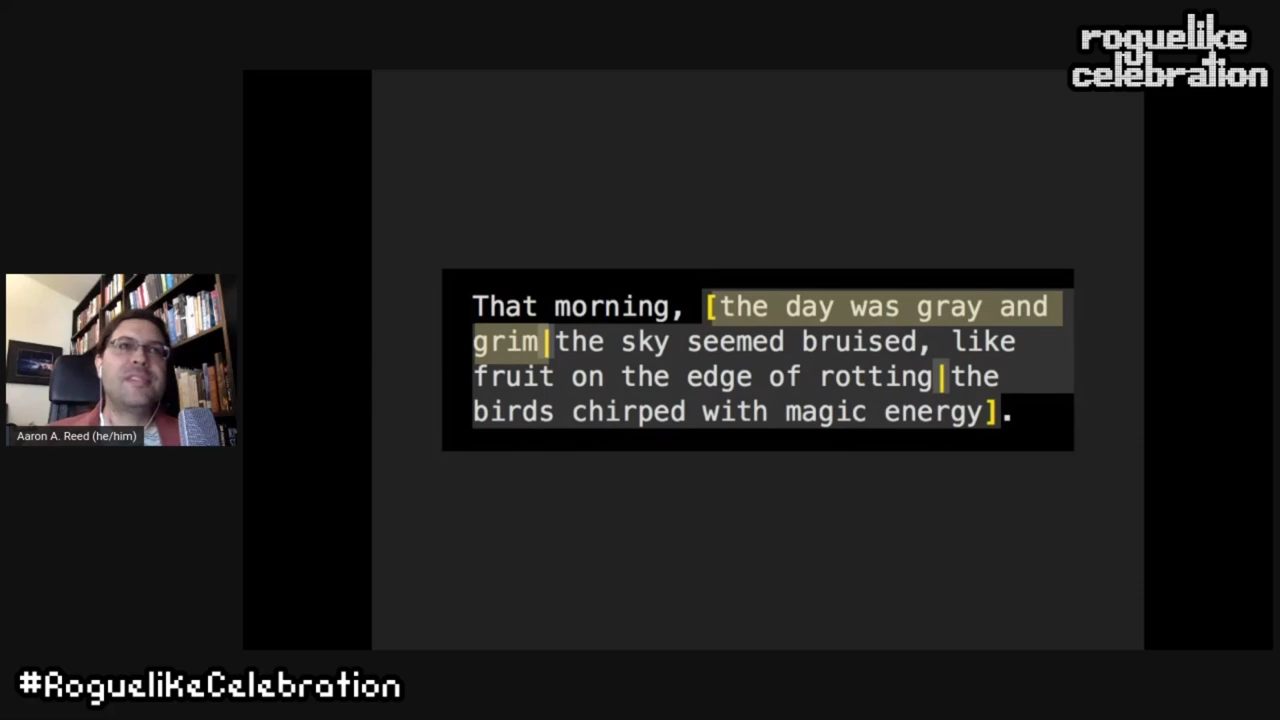 roguelike
celebration
That morning, [the day was gray and
grim|the sky seemed bruised, like
fruit on the edge of rotting|the
birds chirped with magic energy].
Aaron A. Reed (he/him)
#RoguelikeCelebration